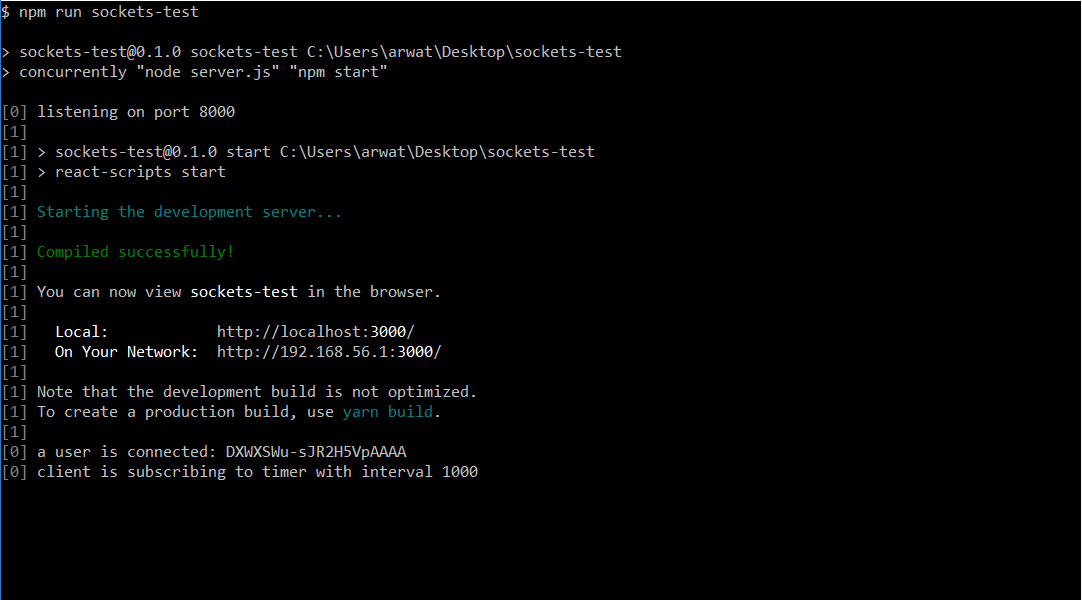 $ npm run sockets-test
> sockets-test@0.1.0 sockets-test C:\Users\arwat\Desktop\sockets-test
> concurrently "node server.js" "npm start"
[0] listening on port 8000
[1]
[1] > sockets-test@0.1.0 start C:\Users\arwat\Desktop\sockets-test
[1] > react-scripts start
[1]
[1] Starting the development server...
[1]
[1] Compiled successfully!
[1]
[1] You can now view sockets-test in the browser.
[1]
[1]   Local:            http://localhost:3000/
[1]   On Your Network:  http://192.168.56.1:3000/
[1]
[1] Note that the development build is not optimized.
[1] To create a production build, use yarn build.
[1]
[0] a user is connected: DXWXSWu-sJR2H5VpAAAA
[0] client is subscribing to timer with interval 1000